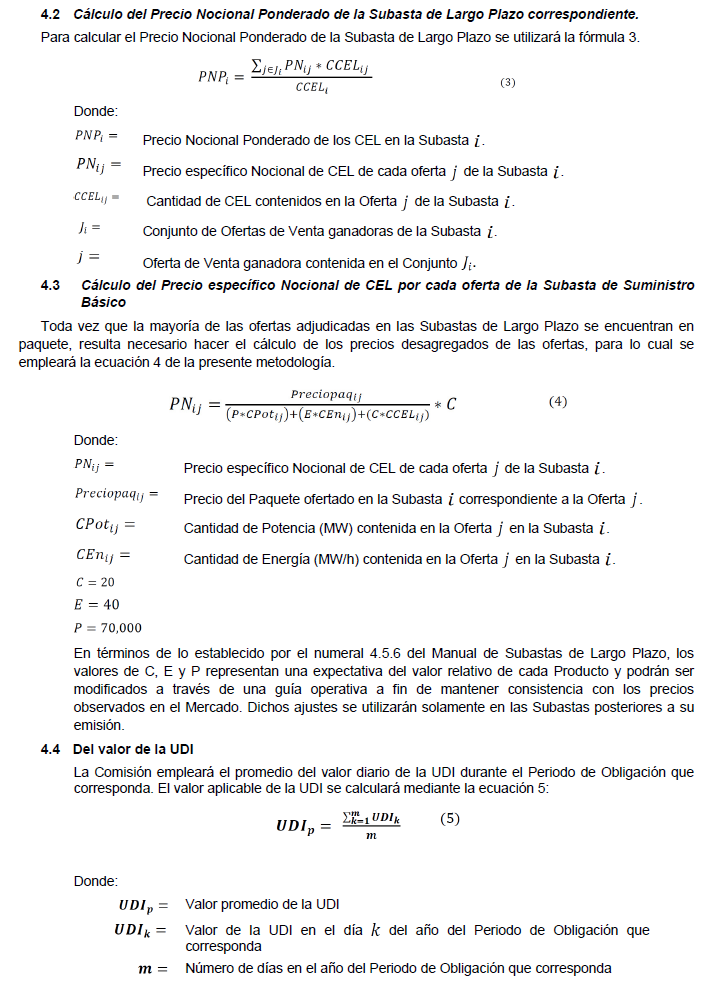 4.2 Cálculo del Precio Nocional Ponderado de la Subasta de Largo Plazo correspondiente.
Para calcular el Precio Nocional Ponderado de la Subasta de Largo Plazo se utilizará la fórmula 3.
PNP_i = \frac{\sum_{j∈J_i} PN_{ij} * CCEL_{ij}}{CCEL_i} (3)
Donde:
PNP_i = Precio Nocional Ponderado de los CEL en la Subasta i.
PN_{ij} = Precio específico Nocional de CEL de cada oferta j de la Subasta i.
CCEL_{ij} = Cantidad de CEL contenidos en la Oferta j de la Subasta i.
J_i = Conjunto de Ofertas de Venta ganadoras de la Subasta i.
j = Oferta de Venta ganadora contenida en el Conjunto J_i.
4.3 Cálculo del Precio específico Nocional de CEL por cada oferta de la Subasta de Suministro
Básico
Toda vez que la mayoría de las ofertas adjudicadas en las Subastas de Largo Plazo se encuentran en
paquete, resulta necesario hacer el cálculo de los precios desagregados de las ofertas, para lo cual se
empleará la ecuación 4 de la presente metodología.
PN_{ij} = \frac{Preciopaq_{ij}}{(P*CPot_{ij})+(E*CEn_{ij})+(C*CCEL_{ij})} * C (4)
Donde:
PN_{ij} = Precio específico Nocional de CEL de cada oferta j de la Subasta i.
Preciopaq_{ij} = Precio del Paquete ofertado en la Subasta i correspondiente a la Oferta j.
CPot_{ij} = Cantidad de Potencia (MW) contenida en la Oferta j en la Subasta i.
CEn_{ij} = Cantidad de Energía (MW/h) contenida en la Oferta j en la Subasta i.
C = 20
E = 40
P = 70,000
En términos de lo establecido por el numeral 4.5.6 del Manual de Subastas de Largo Plazo, los
valores de C, E y P representan una expectativa del valor relativo de cada Producto y podrán ser
modificados a través de una guía operativa a fin de mantener consistencia con los precios
observados en el Mercado. Dichos ajustes se utilizarán solamente en las Subastas posteriores a su
emisión.
4.4 Del valor de la UDI
La Comisión empleará el promedio del valor diario de la UDI durante el Periodo de Obligación que
corresponda. El valor aplicable de la UDI se calculará mediante la ecuación 5:
UDI_p = \frac{\sum_{k=1}^{m} UDI_k}{m} (5)
Donde:
UDI_p = Valor promedio de la UDI
UDI_k = Valor de la UDI en el día k del año del Periodo de Obligación que
corresponda
m = Número de días en el año del Periodo de Obligación que corresponda